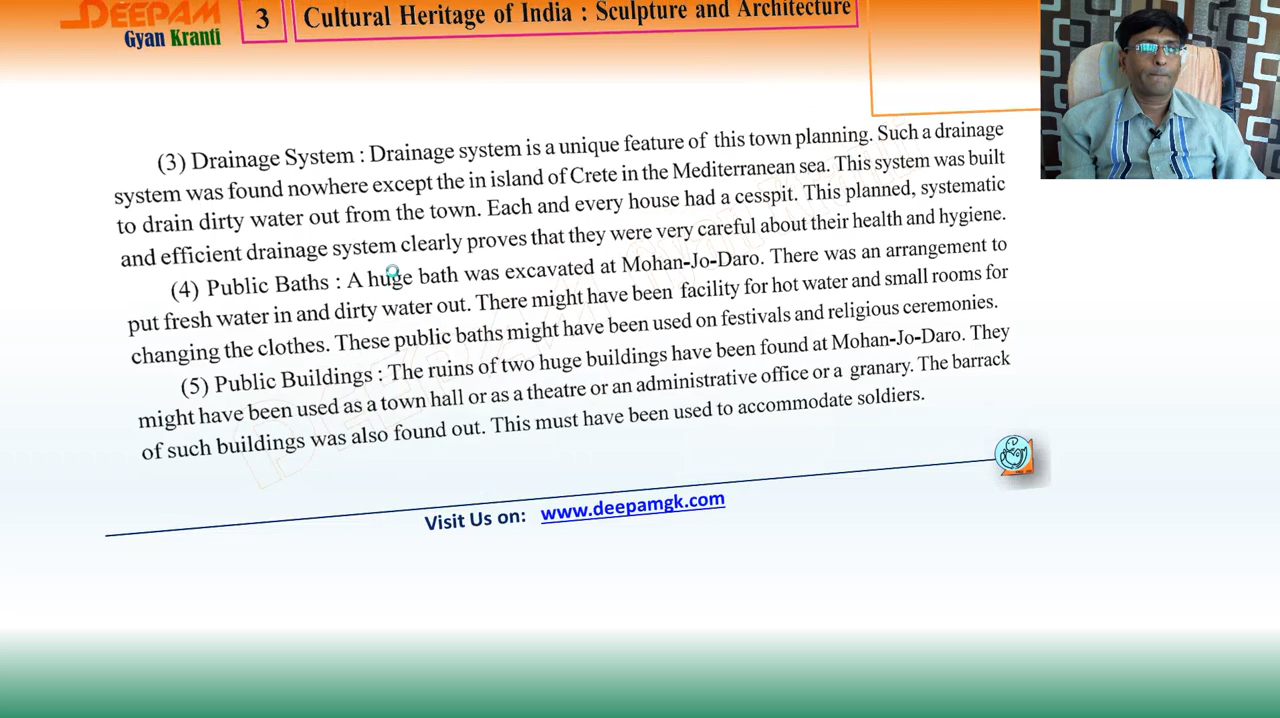 DEEPAM
Gyan Kranti
3
Cultural Heritage of India : Sculpture and Architecture
(3) Drainage System : Drainage system is a unique feature of this town planning. Such a drainage
system was found nowhere except the in island of Crete in the Mediterranean sea. This system was built
to drain dirty water out from the town. Each and every house had a cesspit. This planned, systematic
and efficient drainage system clearly proves that they were very careful about their health and hygiene.
(4) Public Baths : A huge bath was excavated at Mohan-Jo-Daro. There was an arrangement to
put fresh water in and dirty water out. There might have been facility for hot water and small rooms for
changing the clothes. These public baths might have been used on festivals and religious ceremonies.
(5) Public Buildings : The ruins of two huge buildings have been found at Mohan-Jo-Daro. They
might have been used as a town hall or as a theatre or an administrative office or a granary. The barrack
of such buildings was also found out. This must have been used to accommodate soldiers.
Visit Us on: www.deepamgk.com